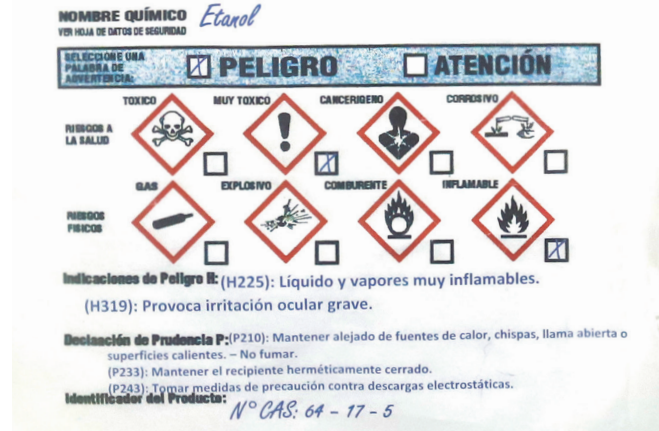 NOMBRE QUÍMICO Etanol
VER HOJA DE DATOS DE SEGURIDAD
SELECCIONE UNA
PALABRA DE
ADVERTENCIA:
PELIGRO
ATENCIÓN
TOXICO MUY TOXICO CANCERIGENO CORROSIVO
RIESGOS A
LA SALUD
GAS EXPLOSIVO COMBURENTE INFLAMABLE
RIESGOS
FISICOS
Indicaciones de Peligro H: (H225): Líquido y vapores muy inflamables.
(H319): Provoca irritación ocular grave.
Declaación de Prudencia P:(P210): Mantener alejado de fuentes de calor, chispas, llama abierta o
superficies calientes. – No fumar.
(P233): Mantener el recipiente herméticamente cerrado.
(P243): Tomar medidas de precaución contra descargas electrostáticas.
Identificador del Producto:
N° CAS: 64 - 17 - 5